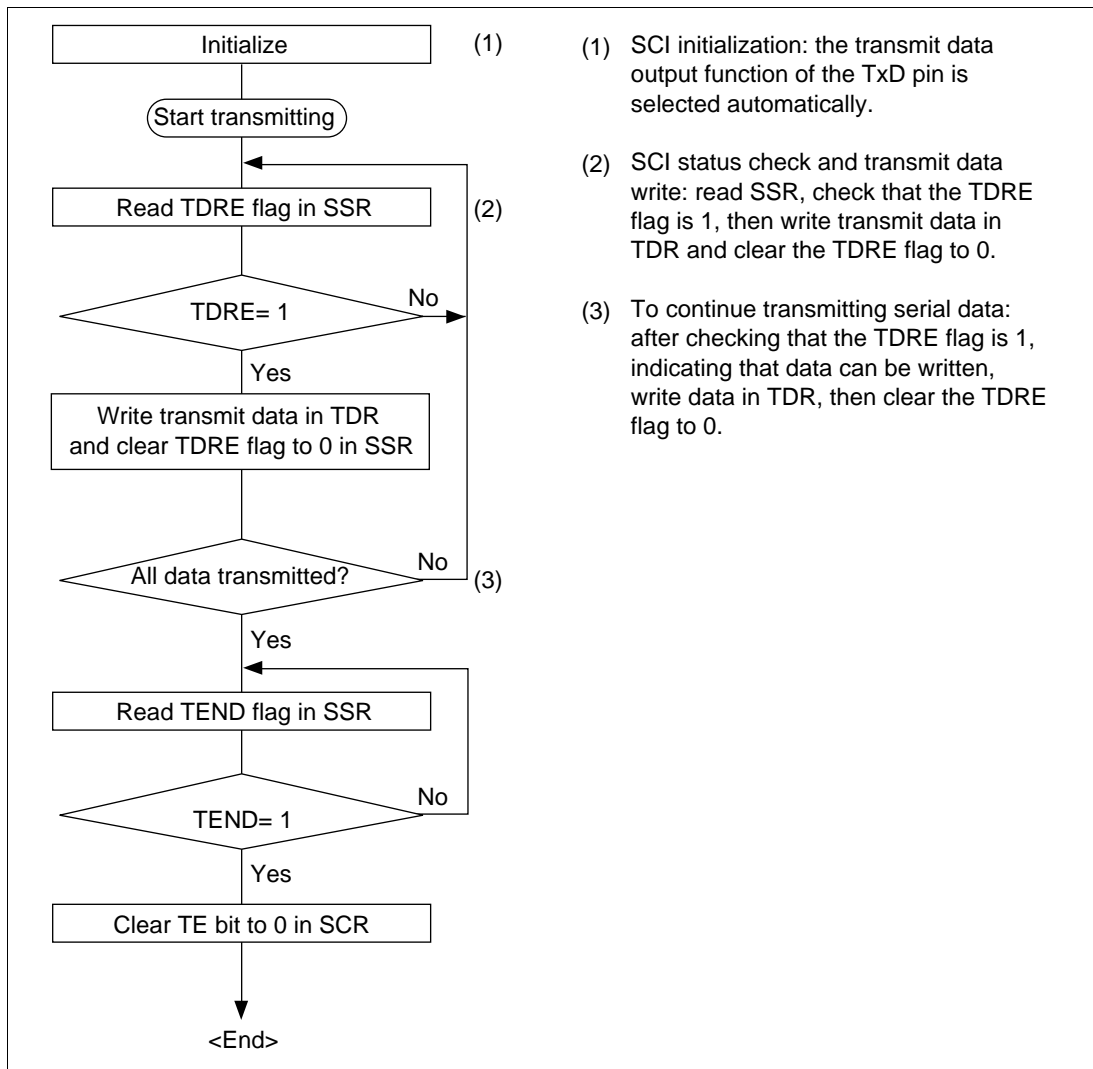 Initialize
(1)
Start transmitting
Read TDRE flag in SSR
(2)
TDRE= 1
No
Yes
Write transmit data in TDR
and clear TDRE flag to 0 in SSR
All data transmitted?
No
(3)
Yes
Read TEND flag in SSR
TEND= 1
No
Yes
Clear TE bit to 0 in SCR
<End>
(1) SCI initialization: the transmit data
output function of the TxD pin is
selected automatically.
(2) SCI status check and transmit data
write: read SSR, check that the TDRE
flag is 1, then write transmit data in
TDR and clear the TDRE flag to 0.
(3) To continue transmitting serial data:
after checking that the TDRE flag is 1,
indicating that data can be written,
write data in TDR, then clear the TDRE
flag to 0.